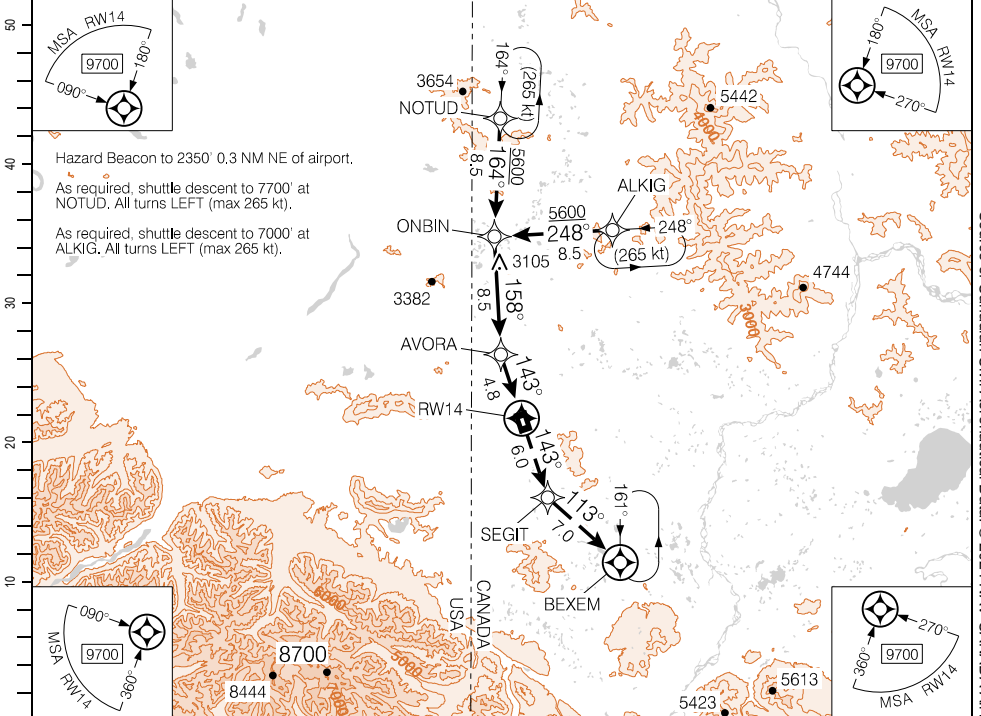 50
40
30
20
10
MSA RW14
9700
090°
180°
MSA RW14
9700
180°
270°
Hazard Beacon to 2350' 0.3 NM NE of airport.
As required, shuttle descent to 7700' at
NOTUD. All turns LEFT (max 265 kt).
As required, shuttle descent to 7000' at
ALKIG. All turns LEFT (max 265 kt).
3654
NOTUD
164°
(265 kt)
5442
4000
5600
164°
8.5
ALKIG
ONBIN
5600
248°
8.5
248°
(265 kt)
3105
3382
158°
8.5
4744
3000
AVORA
143°
4.8
RW14
143°
6.0
SEGIT
113°
7.0
161°
BEXEM
CANADA
USA
6000
8700
8444
5000
7000
5613
5423
090°
9700
MSA RW14
360°
270°
360°
9700
MSA RW14